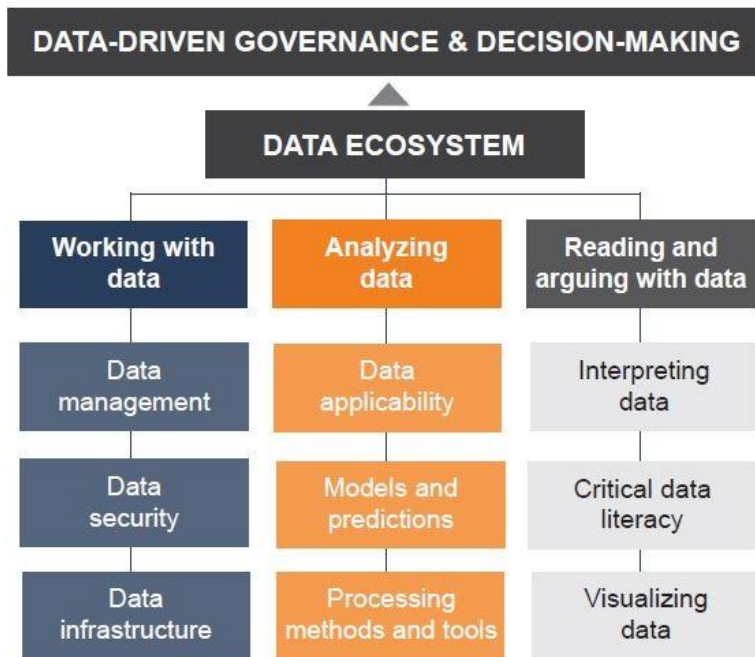 DATA-DRIVEN GOVERNANCE & DECISION-MAKING
DATA ECOSYSTEM
Working with
data
Data
management
Data
security
Data
infrastructure
Analyzing
data
Data
applicability
Models and
predictions
Processing
methods and tools
Reading and
arguing with data
Interpreting
data
Critical data
literacy
Visualizing
data